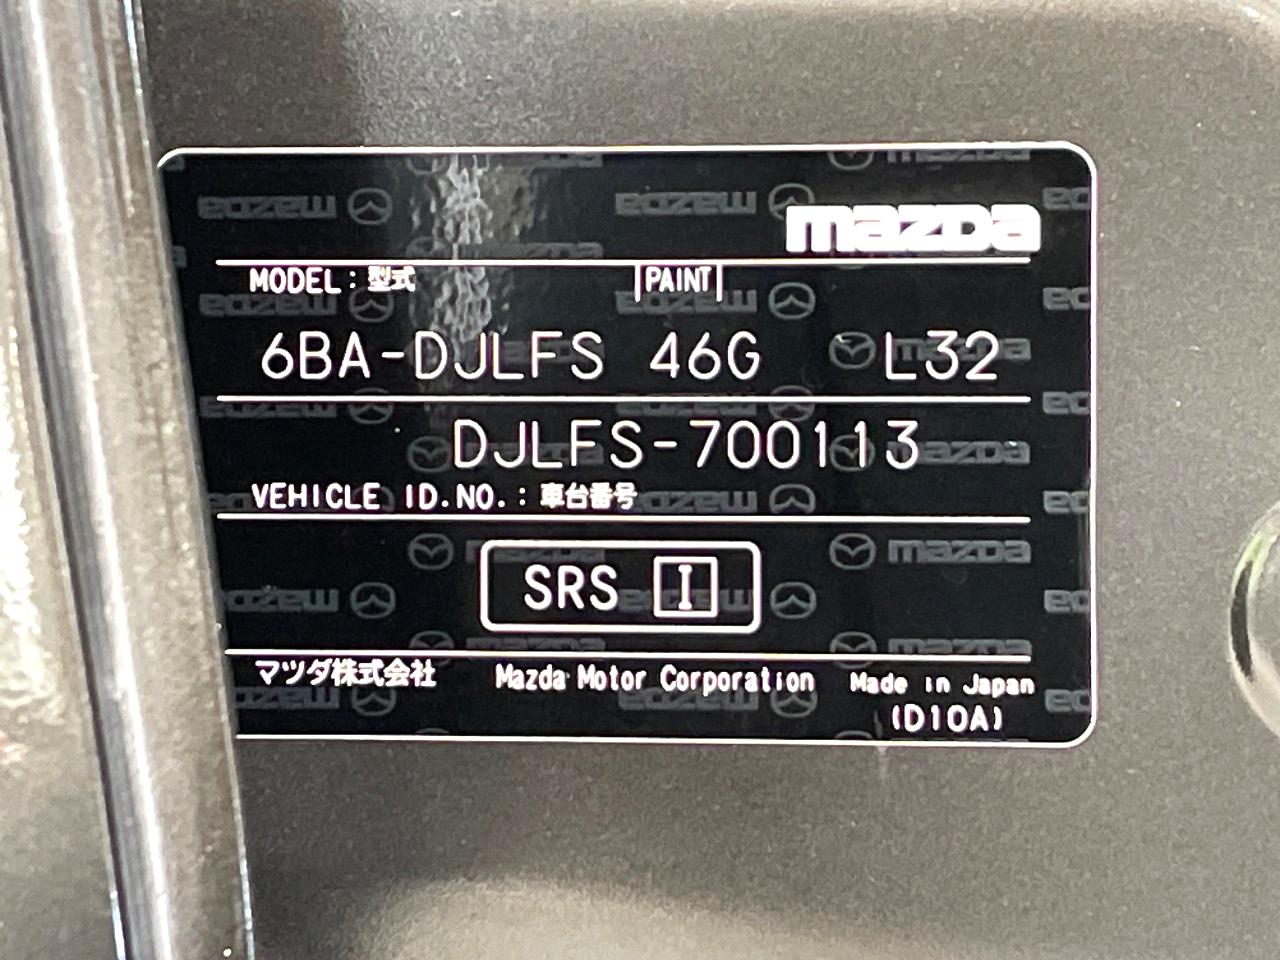 mazda
MODEL：型式 PAINT
6BA-DJLFS 46G L32
DJLFS-700113
VEHICLE ID.NO.：車台番号
SRS I
マツダ株式会社 Mazda Motor Corporation Made in Japan
(D10A)